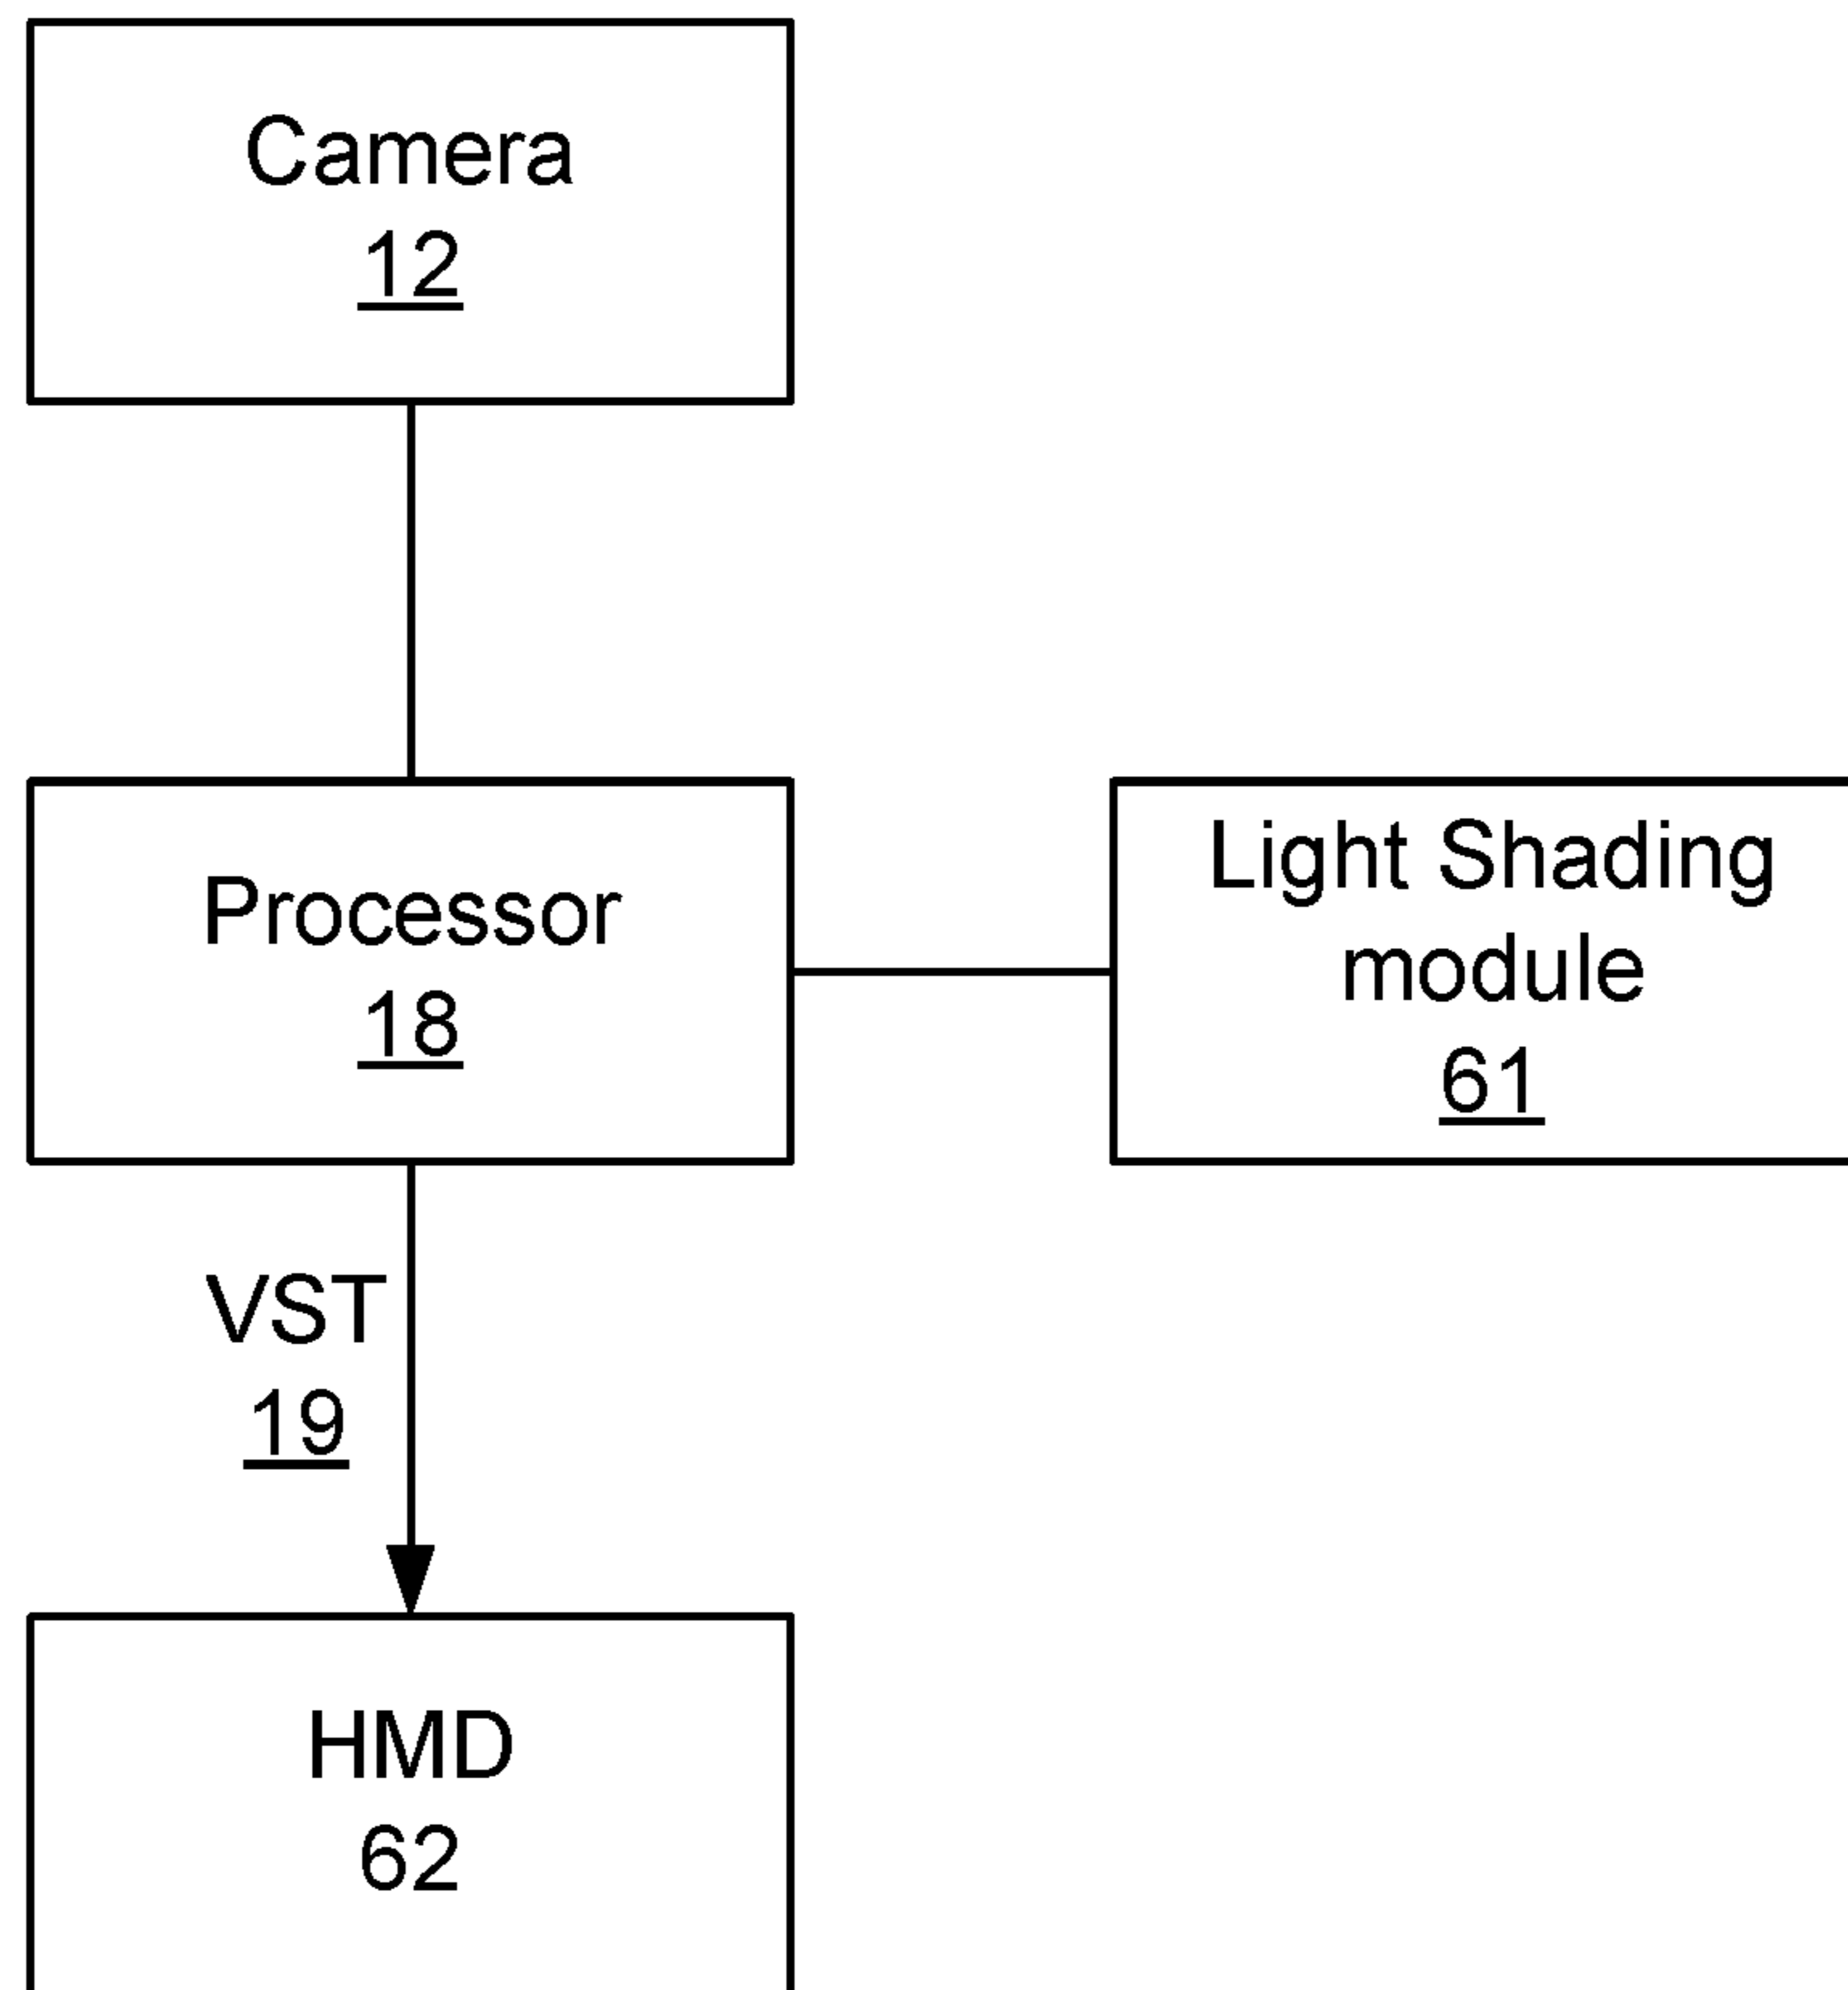 Camera
12
Processor
18
Light Shading
module
61
VST
19
HMD
62